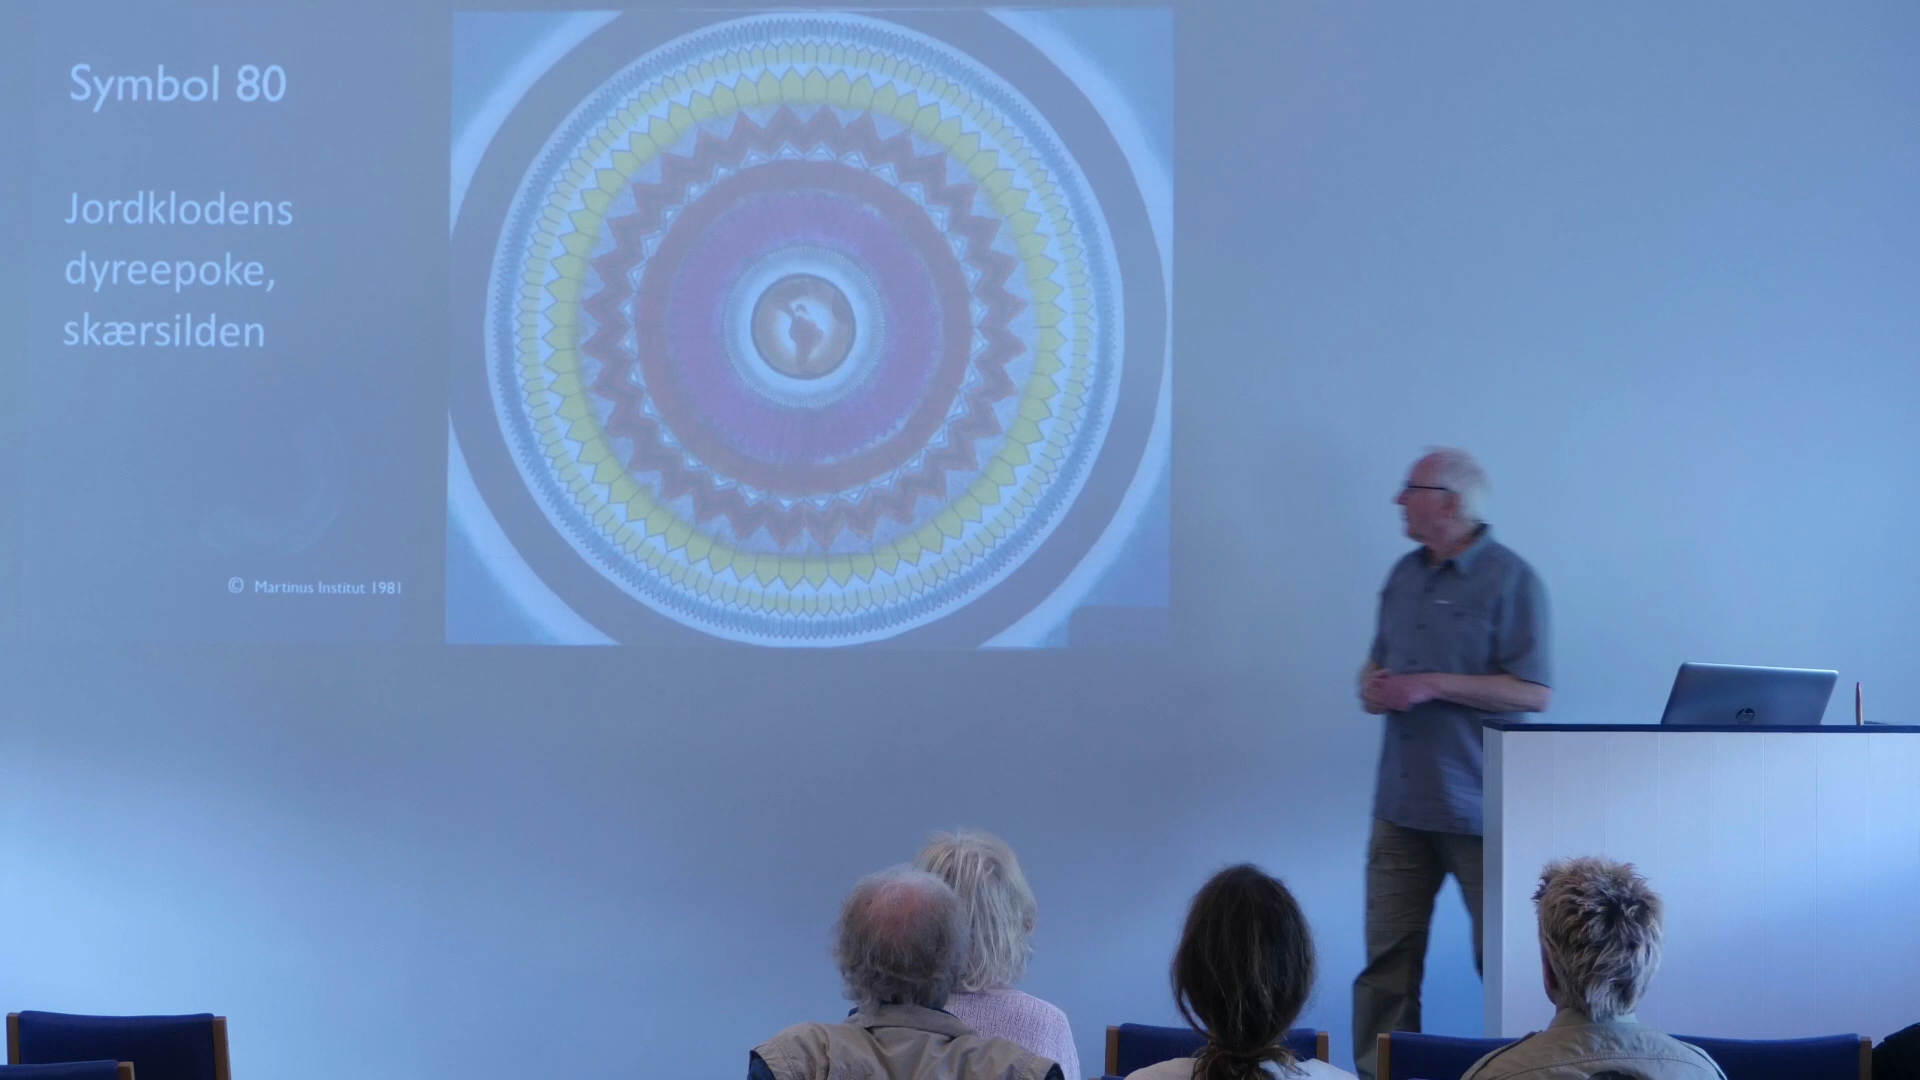 Symbol 80
Jordklodens
dyreepoke,
skærsilden
© Martinus Institut 1981